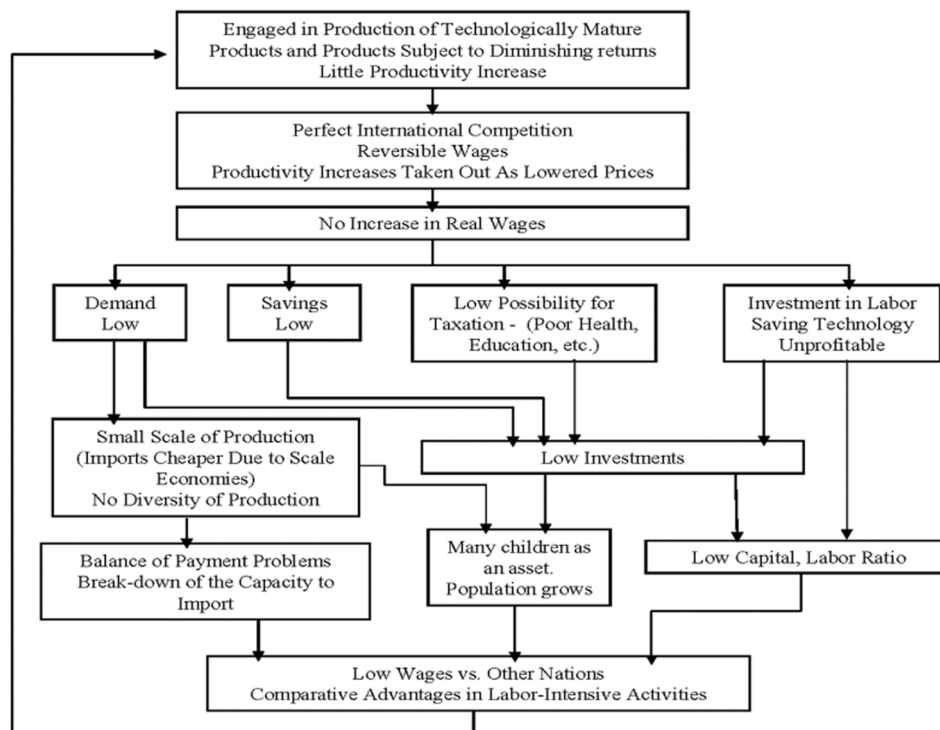 Engaged in Production of Technologically Mature
Products and Products Subject to Diminishing returns
Little Productivity Increase
Perfect International Competition
Reversible Wages
Productivity Increases Taken Out As Lowered Prices
No Increase in Real Wages
Demand
Low
Savings
Low
Low Possibility for
Taxation - (Poor Health,
Education, etc.)
Investment in Labor
Saving Technology
Unprofitable
Small Scale of Production
(Imports Cheaper Due to Scale
Economies)
No Diversity of Production
Low Investments
Balance of Payment Problems
Break-down of the Capacity to
Import
Many children as
an asset.
Population grows
Low Capital, Labor Ratio
Low Wages vs. Other Nations
Comparative Advantages in Labor-Intensive Activities